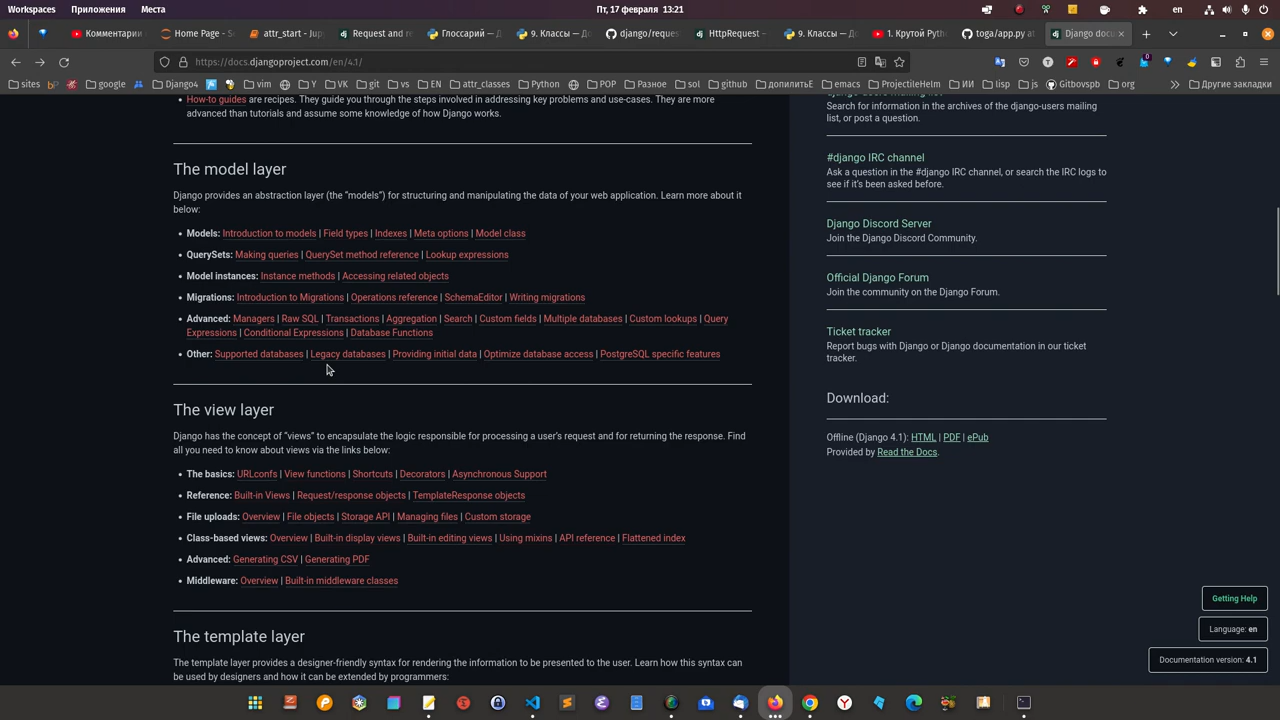 Workspaces Приложения Места Пт, 17 февраля 13:21 en
Комментарии Home Page - S attr_start - Jup Request and re Глоссарий — 9. Классы — До django/reques HttpRequest – 9. Классы — До 1. Крутой Pyth toga/app.py at Django docu
https://docs.djangoproject.com/en/4.1/
sites bp google Django4 VK git vs EN attr_classes Python POP Разное sol github допилитьЕ emacs ProjectileHelm ИИ lisp js Gitbovspb org Другие закладки
How-to guides are recipes. They guide you through the steps involved in addressing key problems and use-cases. They are more
advanced than tutorials and assume some knowledge of how Django works.
The model layer
Django provides an abstraction layer (the “models”) for structuring and manipulating the data of your web application. Learn more about it
below:
• Models: Introduction to models | Field types | Indexes | Meta options | Model class
• QuerySets: Making queries | QuerySet method reference | Lookup expressions
• Model instances: Instance methods | Accessing related objects
• Migrations: Introduction to Migrations | Operations reference | SchemaEditor | Writing migrations
• Advanced: Managers | Raw SQL | Transactions | Aggregation | Search | Custom fields | Multiple databases | Custom lookups | Query
Expressions | Conditional Expressions | Database Functions
• Other: Supported databases | Legacy databases | Providing initial data | Optimize database access | PostgreSQL specific features
The view layer
Django has the concept of “views” to encapsulate the logic responsible for processing a user’s request and for returning the response. Find
all you need to know about views via the links below:
• The basics: URLconfs | View functions | Shortcuts | Decorators | Asynchronous Support
• Reference: Built-in Views | Request/response objects | TemplateResponse objects
• File uploads: Overview | File objects | Storage API | Managing files | Custom storage
• Class-based views: Overview | Built-in display views | Built-in editing views | Using mixins | API reference | Flattened index
• Advanced: Generating CSV | Generating PDF
• Middleware: Overview | Built-in middleware classes
The template layer
The template layer provides a designer-friendly syntax for rendering the information to be presented to the user. Learn how this syntax can
be used by designers and how it can be extended by programmers:
django-users mailing list
Search for information in the archives of the django-users mailing
list, or post a question.
#django IRC channel
Ask a question in the #django IRC channel, or search the IRC logs to
see if it’s been asked before.
Django Discord Server
Join the Django Discord Community.
Official Django Forum
Join the community on the Django Forum.
Ticket tracker
Report bugs with Django or Django documentation in our ticket
tracker.
Download:
Offline (Django 4.1): HTML | PDF | ePub
Provided by Read the Docs.
Getting Help
Language: en
Documentation version: 4.1